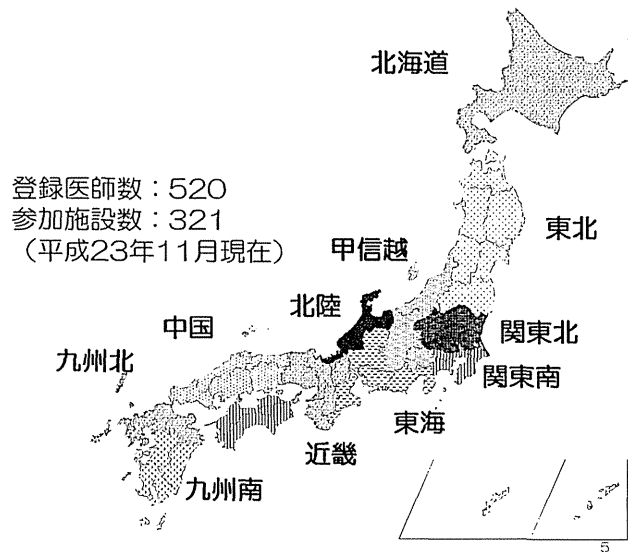 北海道
登録医師数：520
参加施設数：321
（平成23年11月現在）
東北
甲信越
北陸
中国
関東北
九州北
関東南
東海
近畿
九州南
5